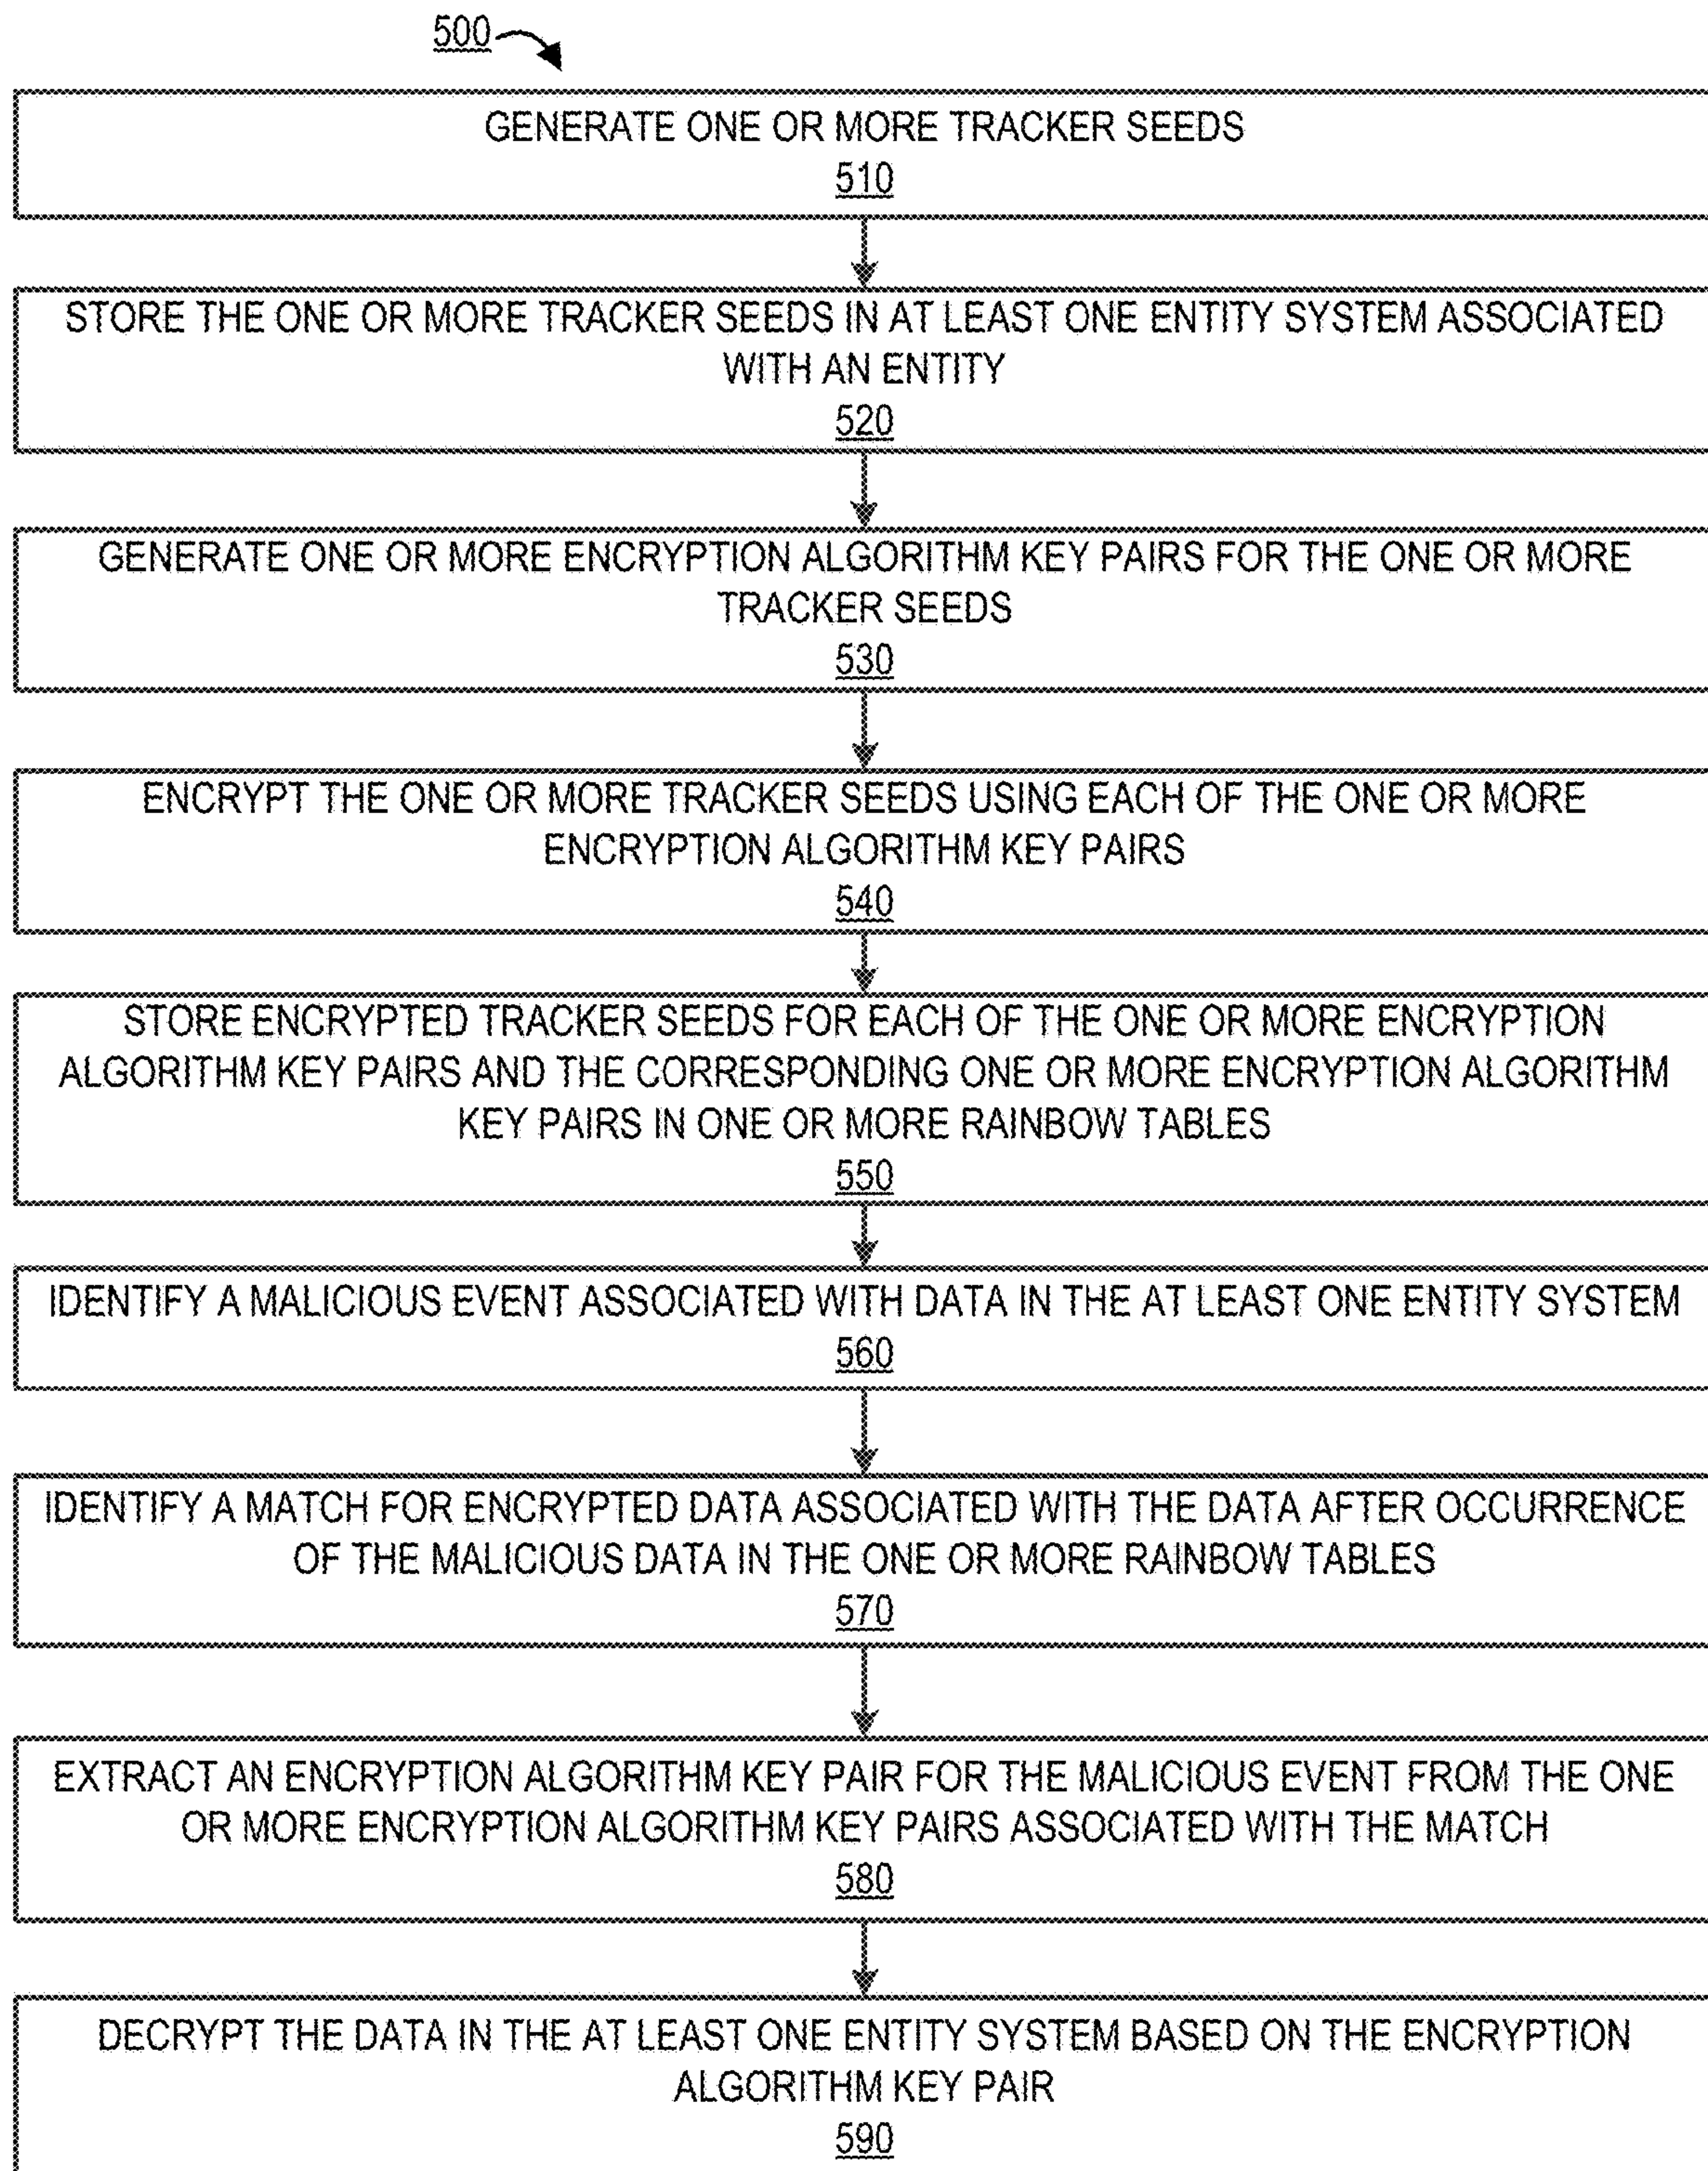 500
GENERATE ONE OR MORE TRACKER SEEDS
510
STORE THE ONE OR MORE TRACKER SEEDS IN AT LEAST ONE ENTITY SYSTEM ASSOCIATED
WITH AN ENTITY
520
GENERATE ONE OR MORE ENCRYPTION ALGORITHM KEY PAIRS FOR THE ONE OR MORE
TRACKER SEEDS
530
ENCRYPT THE ONE OR MORE TRACKER SEEDS USING EACH OF THE ONE OR MORE
ENCRYPTION ALGORITHM KEY PAIRS
540
STORE ENCRYPTED TRACKER SEEDS FOR EACH OF THE ONE OR MORE ENCRYPTION
ALGORITHM KEY PAIRS AND THE CORRESPONDING ONE OR MORE ENCRYPTION ALGORITHM
KEY PAIRS IN ONE OR MORE RAINBOW TABLES
550
IDENTIFY A MALICIOUS EVENT ASSOCIATED WITH DATA IN THE AT LEAST ONE ENTITY SYSTEM
560
IDENTIFY A MATCH FOR ENCRYPTED DATA ASSOCIATED WITH THE DATA AFTER OCCURRENCE
OF THE MALICIOUS DATA IN THE ONE OR MORE RAINBOW TABLES
570
EXTRACT AN ENCRYPTION ALGORITHM KEY PAIR FOR THE MALICIOUS EVENT FROM THE ONE
OR MORE ENCRYPTION ALGORITHM KEY PAIRS ASSOCIATED WITH THE MATCH
580
DECRYPT THE DATA IN THE AT LEAST ONE ENTITY SYSTEM BASED ON THE ENCRYPTION
ALGORITHM KEY PAIR
590